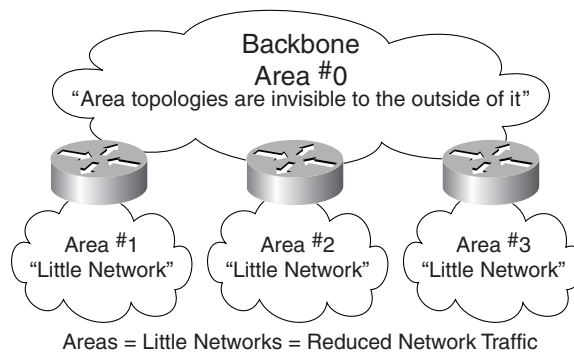 Backbone
Area #0
“Area topologies are invisible to the outside of it”
Area #1
“Little Network”
Area #2
“Little Network”
Area #3
“Little Network”
Areas = Little Networks = Reduced Network Traffic